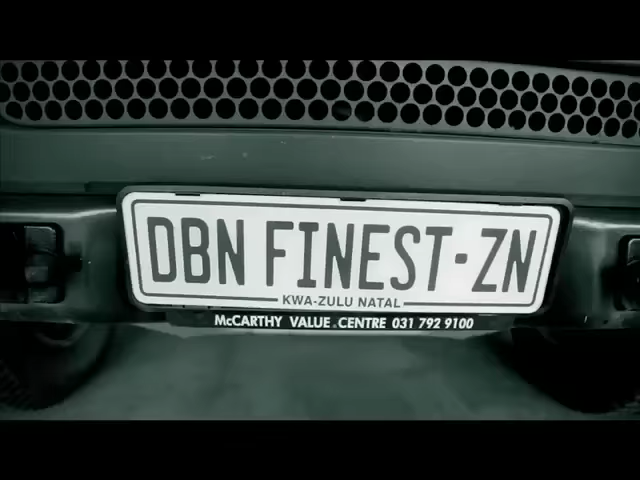 DBN FINEST·ZN
KWA-ZULU NATAL
McCARTHY VALUE CENTRE 031 792 9100